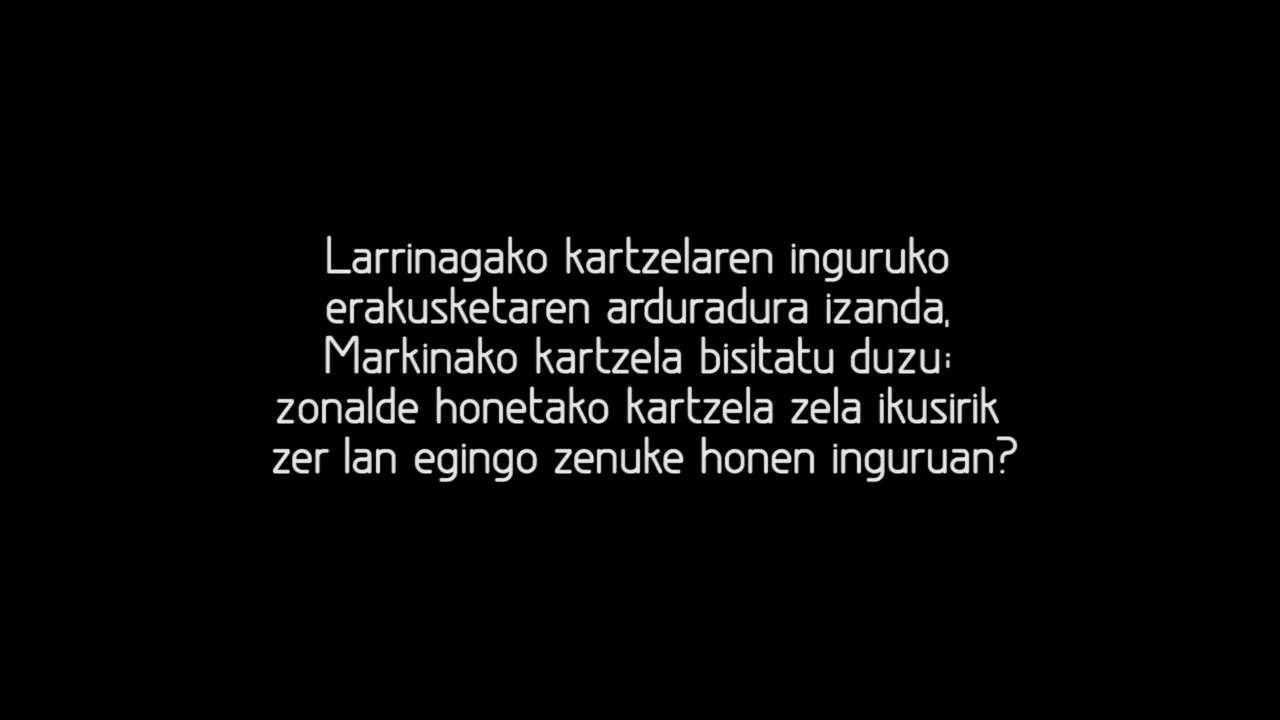 Larrinagako kartzelaren inguruko
erakusketaren arduradura izanda,
Markinako kartzela bisitatu duzu;
zonalde honetako kartzela zela ikusirik
zer lan egingo zenuke honen inguruan?